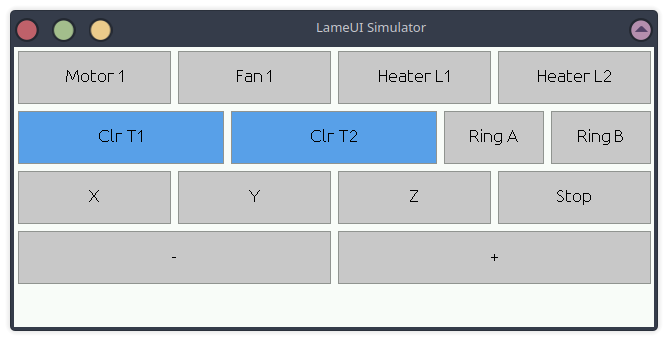 LameUI Simulator
Motor 1 Fan 1 Heater L1 Heater L2
Clr T1 Clr T2 Ring A Ring B
X Y Z Stop
- +